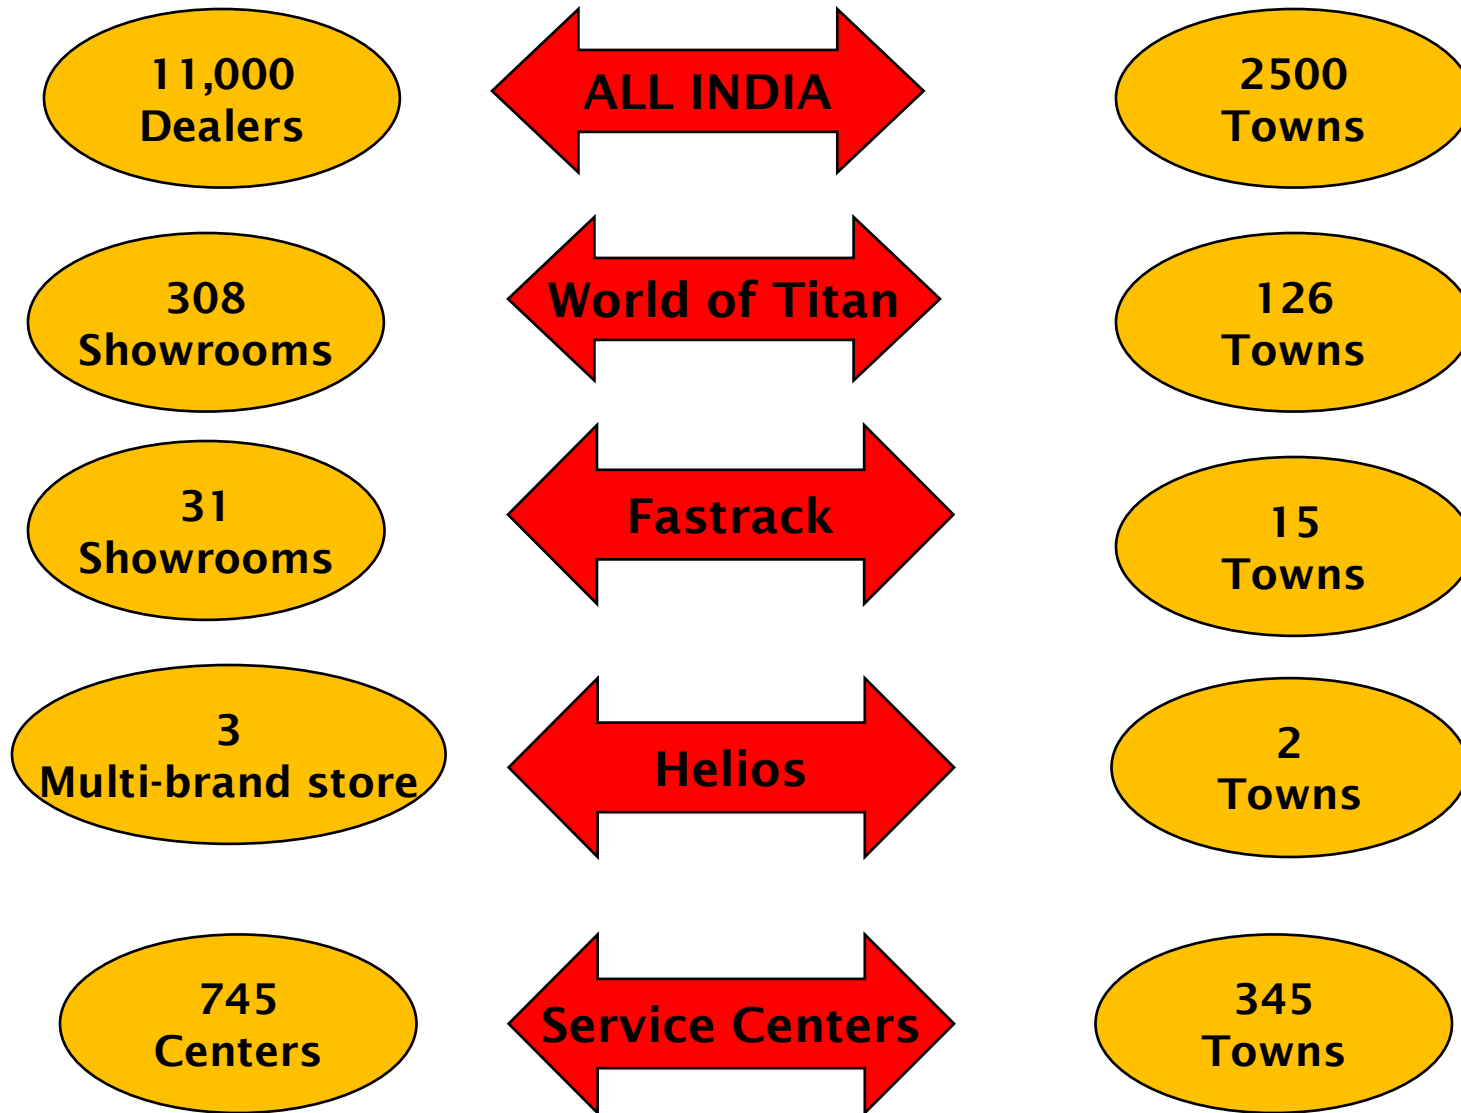 11,000
Dealers
ALL INDIA
2500
Towns
308
Showrooms
World of Titan
126
Towns
31
Showrooms
Fastrack
15
Towns
3
Multi-brand store
Helios
2
Towns
745
Centers
Service Centers
345
Towns